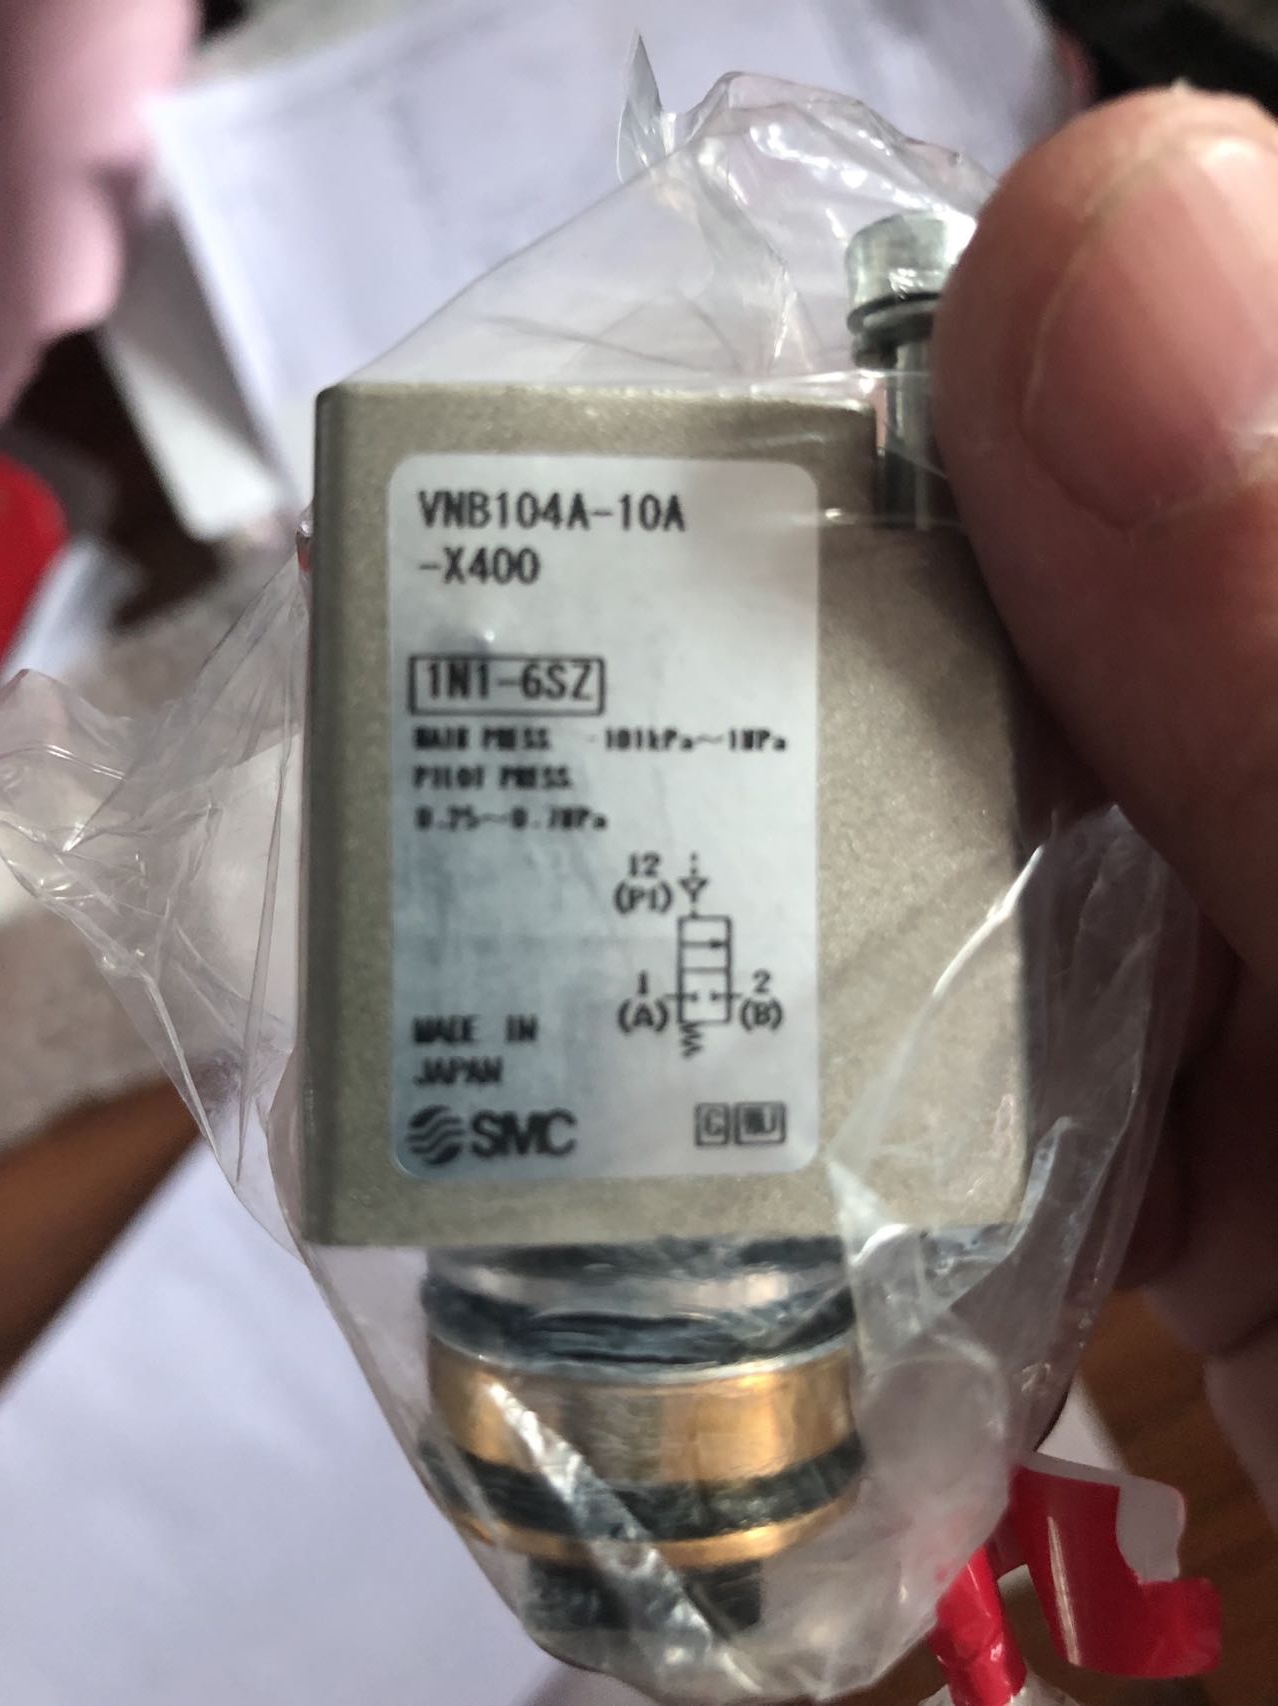 VNB104A-10A
-X400
1N1-6SZ
MAIN PRESS. -101kPa~1MPa
PILOT PRESS.
0.25~0.7MPa
12
(P1)
1
2
(A)
(B)
MADE IN
JAPAN
SMC